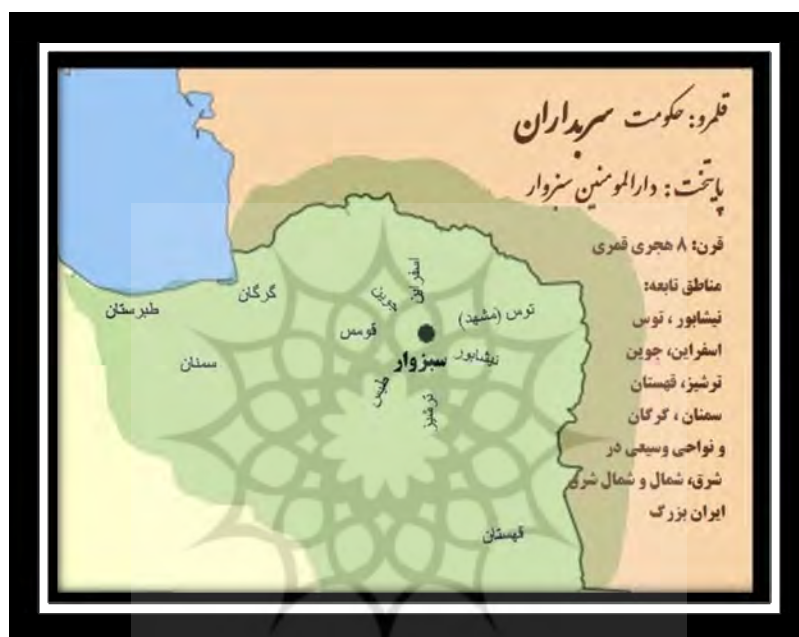 قلمرو: حکومت سربداران
پایتخت: دارالمومنین سبزوار
قرن: ۸ هجری قمری
مناطق تابعه:
نیشابور، توس
اسفراین، جوین
ترشیز، قهستان
سمنان، گرگان
و نواحی وسیعی در
شرق، شمال و شمال شرق
ایران بزرگ
اسفراین
جوین
گرگان
طبرستان
توس (مشهد)
قومس
نیشابور
سبزوار
سمنان
طبس
ترشیز
قهستان